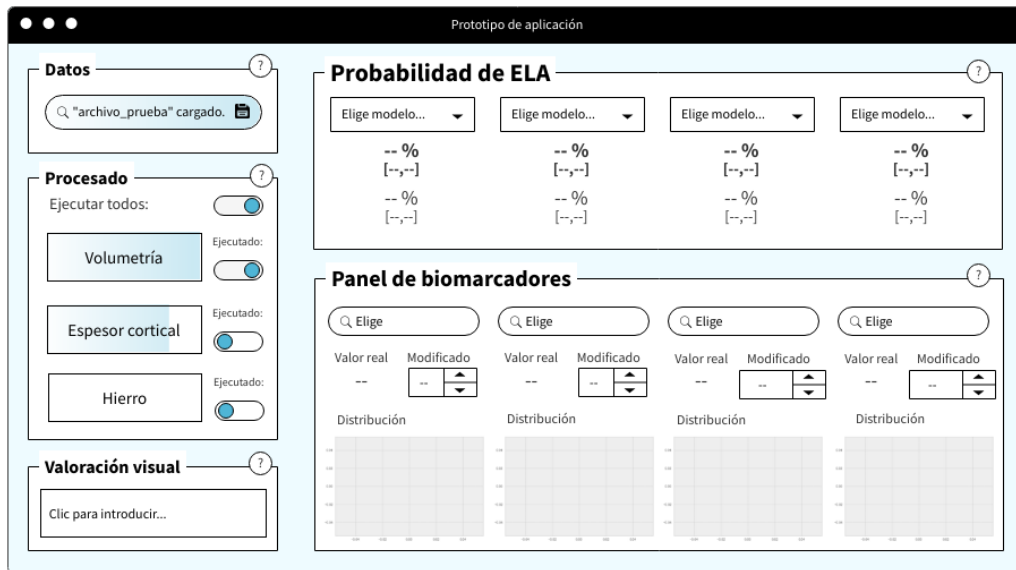 Prototipo de aplicación
Datos
?
"archivo_prueba" cargado.
Procesado
?
Ejecutar todos:
Volumetría
Ejecutado:
Espesor cortical
Ejecutado:
Hierro
Ejecutado:
Valoración visual
?
Clic para introducir...
Probabilidad de ELA
?
Elige modelo... Elige modelo... Elige modelo... Elige modelo...
-- % -- % -- % -- %
[--,--] [--,--] [--,--] [--,--]
-- % -- % -- % -- %
[--,--] [--,--] [--,--] [--,--]
Panel de biomarcadores
?
Elige Elige Elige Elige
Valor real Modificado Valor real Modificado Valor real Modificado Valor real Modificado
-- -- -- -- -- -- -- --
Distribución Distribución Distribución Distribución